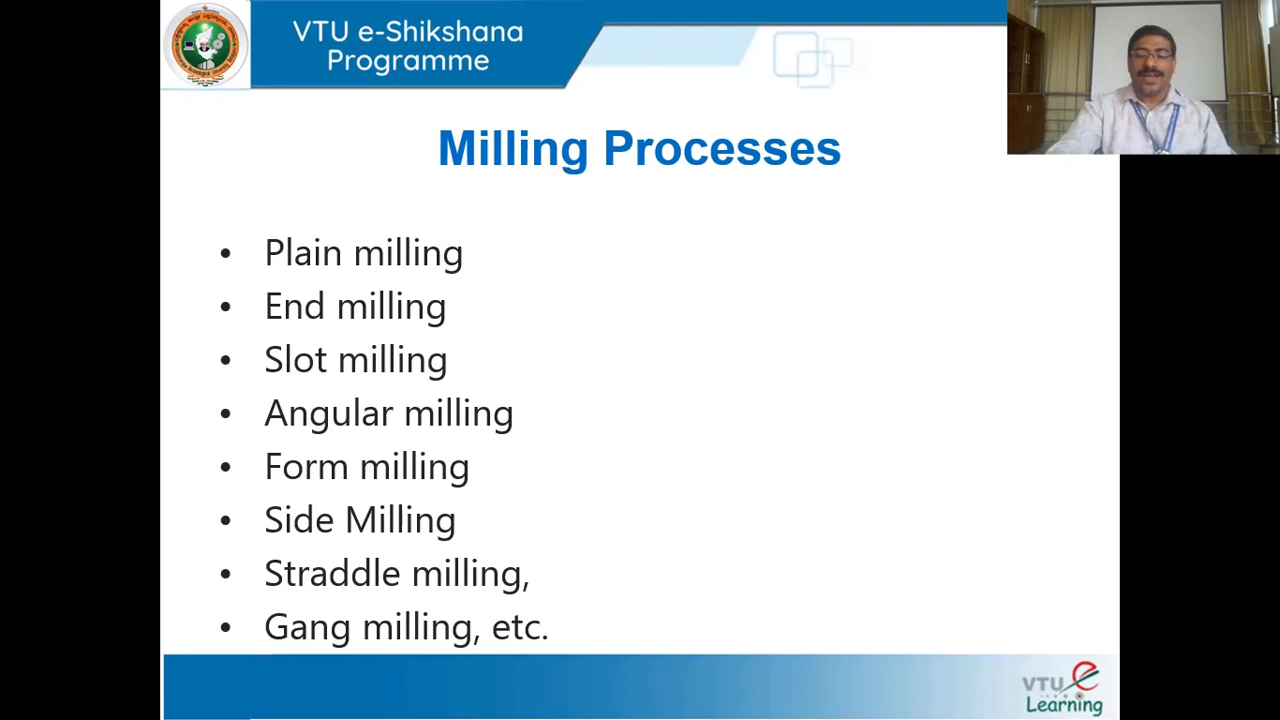 VTU e-Shikshana
Programme
Milling Processes
• Plain milling
• End milling
• Slot milling
• Angular milling
• Form milling
• Side Milling
• Straddle milling,
• Gang milling, etc.
VTU e
Learning